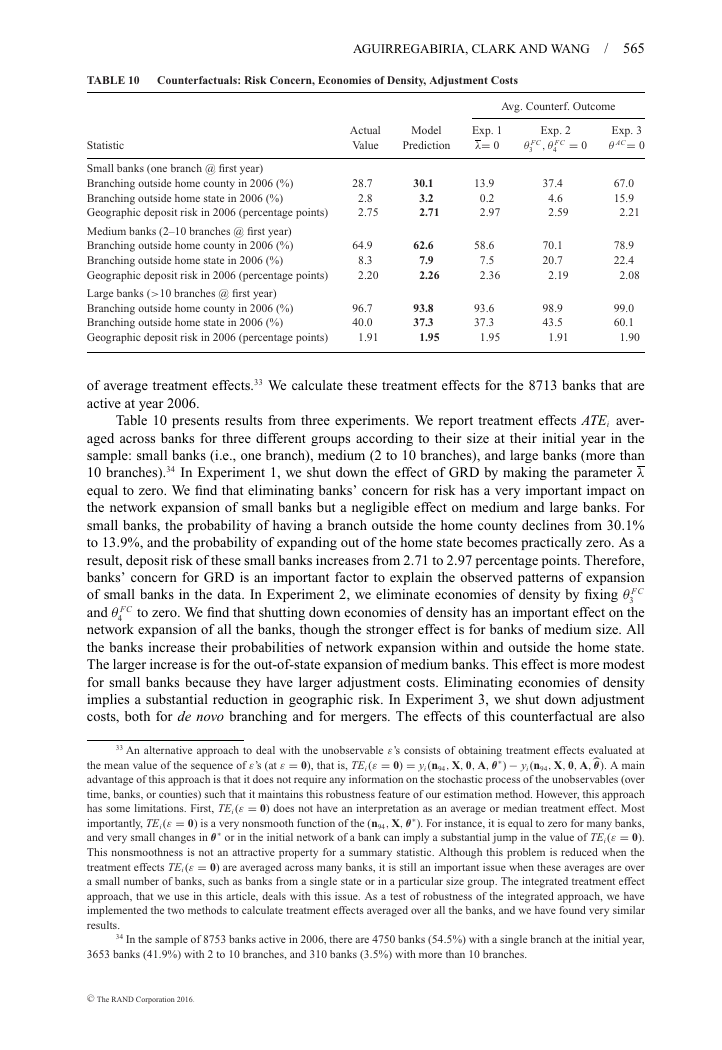 AGUIRREGABIRIA, CLARK AND WANG / 565
TABLE 10 Counterfactuals: Risk Concern, Economies of Density, Adjustment Costs
Avg. Counterf. Outcome
Actual Model Exp. 1 Exp. 2 Exp. 3
Statistic Value Prediction λ̅= 0 θ₃^FC, θ₄^FC = 0 θ^AC= 0
Small banks (one branch @ first year)
Branching outside home county in 2006 (%) 28.7 30.1 13.9 37.4 67.0
Branching outside home state in 2006 (%) 2.8 3.2 0.2 4.6 15.9
Geographic deposit risk in 2006 (percentage points) 2.75 2.71 2.97 2.59 2.21
Medium banks (2–10 branches @ first year)
Branching outside home county in 2006 (%) 64.9 62.6 58.6 70.1 78.9
Branching outside home state in 2006 (%) 8.3 7.9 7.5 20.7 22.4
Geographic deposit risk in 2006 (percentage points) 2.20 2.26 2.36 2.19 2.08
Large banks (>10 branches @ first year)
Branching outside home county in 2006 (%) 96.7 93.8 93.6 98.9 99.0
Branching outside home state in 2006 (%) 40.0 37.3 37.3 43.5 60.1
Geographic deposit risk in 2006 (percentage points) 1.91 1.95 1.95 1.91 1.90
of average treatment effects.³³ We calculate these treatment effects for the 8713 banks that are
active at year 2006.
Table 10 presents results from three experiments. We report treatment effects ATEᵢ aver-
aged across banks for three different groups according to their size at their initial year in the
sample: small banks (i.e., one branch), medium (2 to 10 branches), and large banks (more than
10 branches).³⁴ In Experiment 1, we shut down the effect of GRD by making the parameter λ̅
equal to zero. We find that eliminating banks' concern for risk has a very important impact on
the network expansion of small banks but a negligible effect on medium and large banks. For
small banks, the probability of having a branch outside the home county declines from 30.1%
to 13.9%, and the probability of expanding out of the home state becomes practically zero. As a
result, deposit risk of these small banks increases from 2.71 to 2.97 percentage points. Therefore,
banks' concern for GRD is an important factor to explain the observed patterns of expansion
of small banks in the data. In Experiment 2, we eliminate economies of density by fixing θ₃^FC
and θ₄^FC to zero. We find that shutting down economies of density has an important effect on the
network expansion of all the banks, though the stronger effect is for banks of medium size. All
the banks increase their probabilities of network expansion within and outside the home state.
The larger increase is for the out-of-state expansion of medium banks. This effect is more modest
for small banks because they have larger adjustment costs. Eliminating economies of density
implies a substantial reduction in geographic risk. In Experiment 3, we shut down adjustment
costs, both for de novo branching and for mergers. The effects of this counterfactual are also
³³ An alternative approach to deal with the unobservable ε's consists of obtaining treatment effects evaluated at
the mean value of the sequence of ε's (at ε = 0), that is, TEᵢ(ε = 0) = yᵢ(n₉₄, X, 0, A, θ*) − yᵢ(n₉₄, X, 0, A, θ̂). A main
advantage of this approach is that it does not require any information on the stochastic process of the unobservables (over
time, banks, or counties) such that it maintains this robustness feature of our estimation method. However, this approach
has some limitations. First, TEᵢ(ε = 0) does not have an interpretation as an average or median treatment effect. Most
importantly, TEᵢ(ε = 0) is a very nonsmooth function of the (n₉₄, X, θ*). For instance, it is equal to zero for many banks,
and very small changes in θ* or in the initial network of a bank can imply a substantial jump in the value of TEᵢ(ε = 0).
This nonsmoothness is not an attractive property for a summary statistic. Although this problem is reduced when the
treatment effects TEᵢ(ε = 0) are averaged across many banks, it is still an important issue when these averages are over
a small number of banks, such as banks from a single state or in a particular size group. The integrated treatment effect
approach, that we use in this article, deals with this issue. As a test of robustness of the integrated approach, we have
implemented the two methods to calculate treatment effects averaged over all the banks, and we have found very similar
results.
³⁴ In the sample of 8753 banks active in 2006, there are 4750 banks (54.5%) with a single branch at the initial year,
3653 banks (41.9%) with 2 to 10 branches, and 310 banks (3.5%) with more than 10 branches.
© The RAND Corporation 2016.